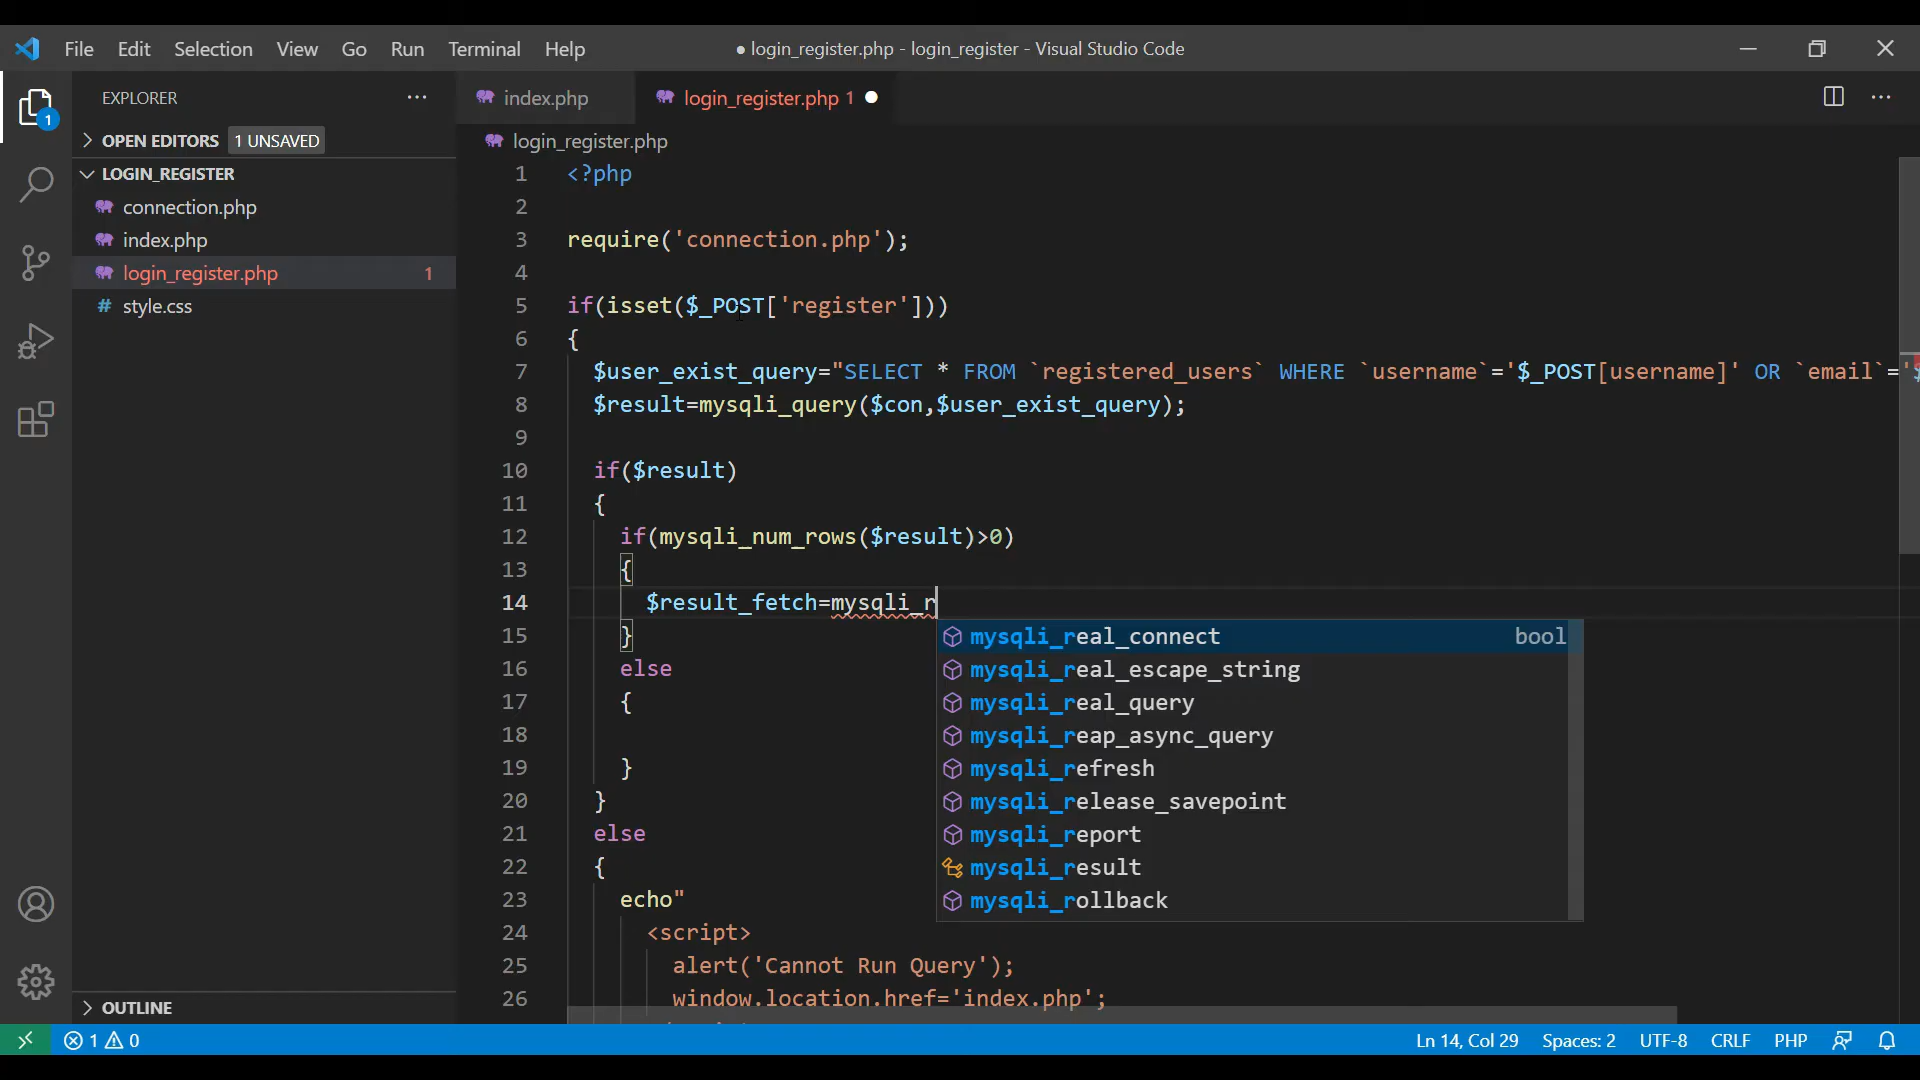 File Edit Selection View Go Run Terminal Help
● login_register.php - login_register - Visual Studio Code
EXPLORER
index.php
login_register.php 1
1
OPEN EDITORS 1 UNSAVED
login_register.php
LOGIN_REGISTER
connection.php
index.php
login_register.php 1
# style.css
OUTLINE
1 <?php
2
3 require('connection.php');
4
5 if(isset($_POST['register']))
6 {
7 $user_exist_query="SELECT * FROM `registered_users` WHERE `username`='$_POST[username]' OR `email`='$
8 $result=mysqli_query($con,$user_exist_query);
9
10 if($result)
11 {
12 if(mysqli_num_rows($result)>0)
13 {
14 $result_fetch=mysqli_r
15 }
16 else
17 {
18
19 }
20 }
21 else
22 {
23 echo"
24 <script>
25 alert('Cannot Run Query');
26 window.location.href='index.php';
mysqli_real_connect bool
mysqli_real_escape_string
mysqli_real_query
mysqli_reap_async_query
mysqli_refresh
mysqli_release_savepoint
mysqli_report
mysqli_result
mysqli_rollback
1 0
Ln 14, Col 29 Spaces: 2 UTF-8 CRLF PHP